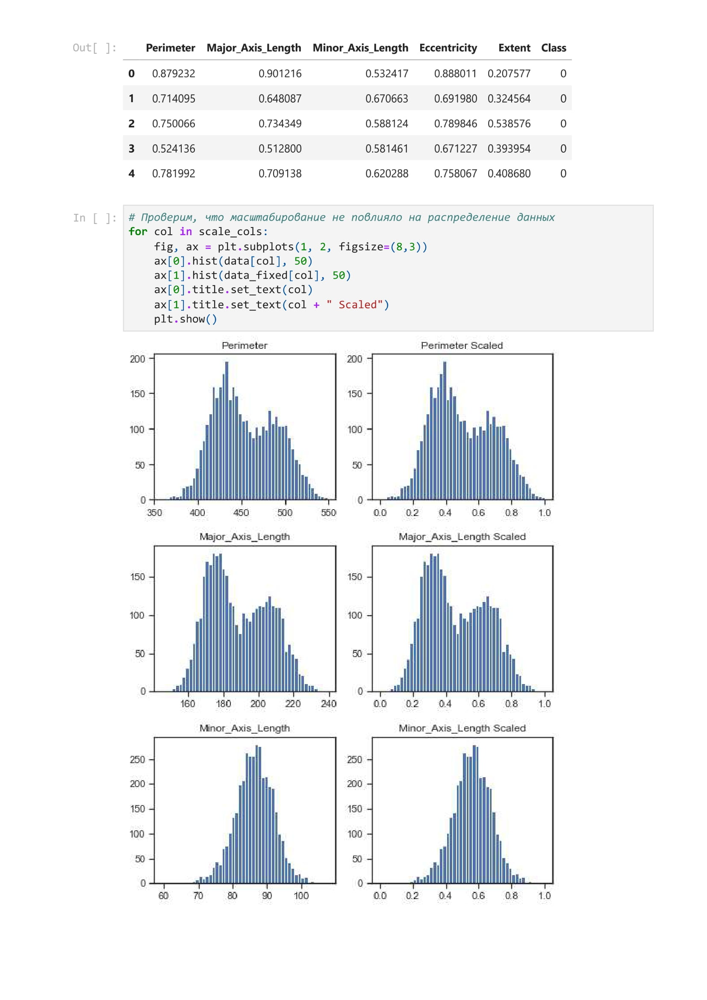 Out[ ]:
Perimeter Major_Axis_Length Minor_Axis_Length Eccentricity Extent Class
0 0.879232 0.901216 0.532417 0.888011 0.207577 0
1 0.714095 0.648087 0.670663 0.691980 0.324564 0
2 0.750066 0.734349 0.588124 0.789846 0.538576 0
3 0.524136 0.512800 0.581461 0.671227 0.393954 0
4 0.781992 0.709138 0.620288 0.758067 0.408680 0
In [ ]:
# Проверим, что масштабирование не повлияло на распределение данных
for col in scale_cols:
    fig, ax = plt.subplots(1, 2, figsize=(8,3))
    ax[0].hist(data[col], 50)
    ax[1].hist(data_fixed[col], 50)
    ax[0].title.set_text(col)
    ax[1].title.set_text(col + " Scaled")
    plt.show()
Perimeter
200
150
100
50
0
350 400 450 500 550
Perimeter Scaled
200
150
100
50
0
0.0 0.2 0.4 0.6 0.8 1.0
Major_Axis_Length
150
100
50
0
160 180 200 220 240
Major_Axis_Length Scaled
150
100
50
0
0.0 0.2 0.4 0.6 0.8 1.0
Minor_Axis_Length
250
200
150
100
50
0
60 70 80 90 100
Minor_Axis_Length Scaled
250
200
150
100
50
0
0.0 0.2 0.4 0.6 0.8 1.0